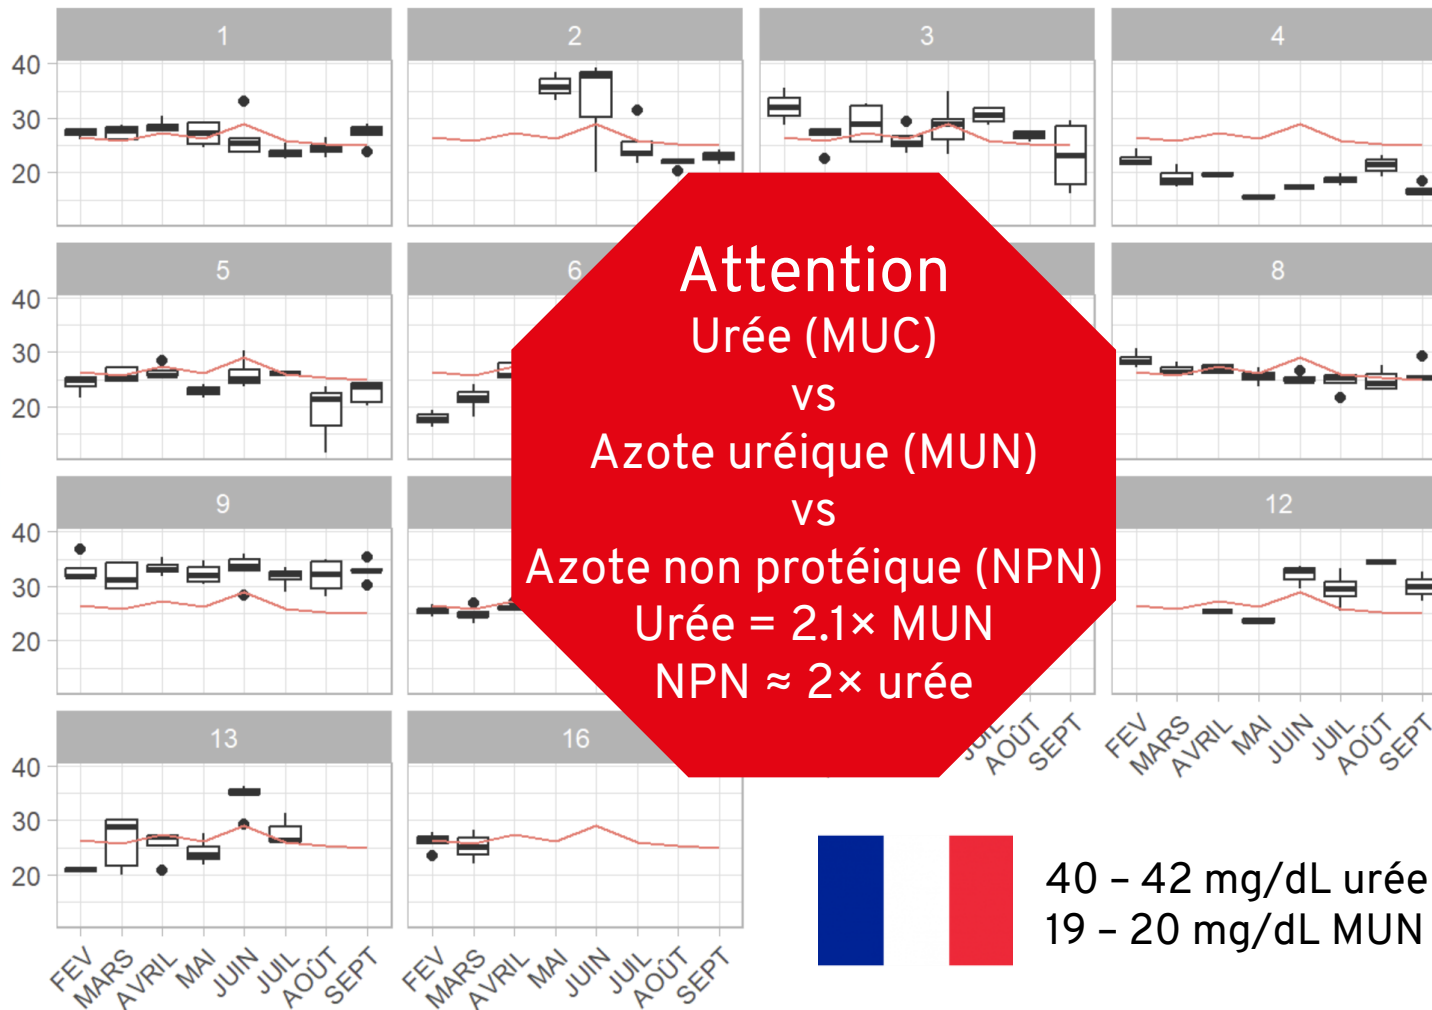 1
2
3
4
40
30
20
5
6
8
40
30
20
9
12
40
30
20
13
16
40
30
20
FEV
MARS
AVRIL
MAI
JUIN
JUIL
AOÛT
SEPT
FEV
MARS
AVRIL
MAI
JUIN
JUIL
AOÛT
SEPT
JUIL
AOÛT
SEPT
FEV
MARS
AVRIL
MAI
JUIN
JUIL
AOÛT
SEPT
Attention
Urée (MUC)
vs
Azote uréique (MUN)
vs
Azote non protéique (NPN)
Urée = 2.1× MUN
NPN ≈ 2× urée
40 – 42 mg/dL urée
19 – 20 mg/dL MUN